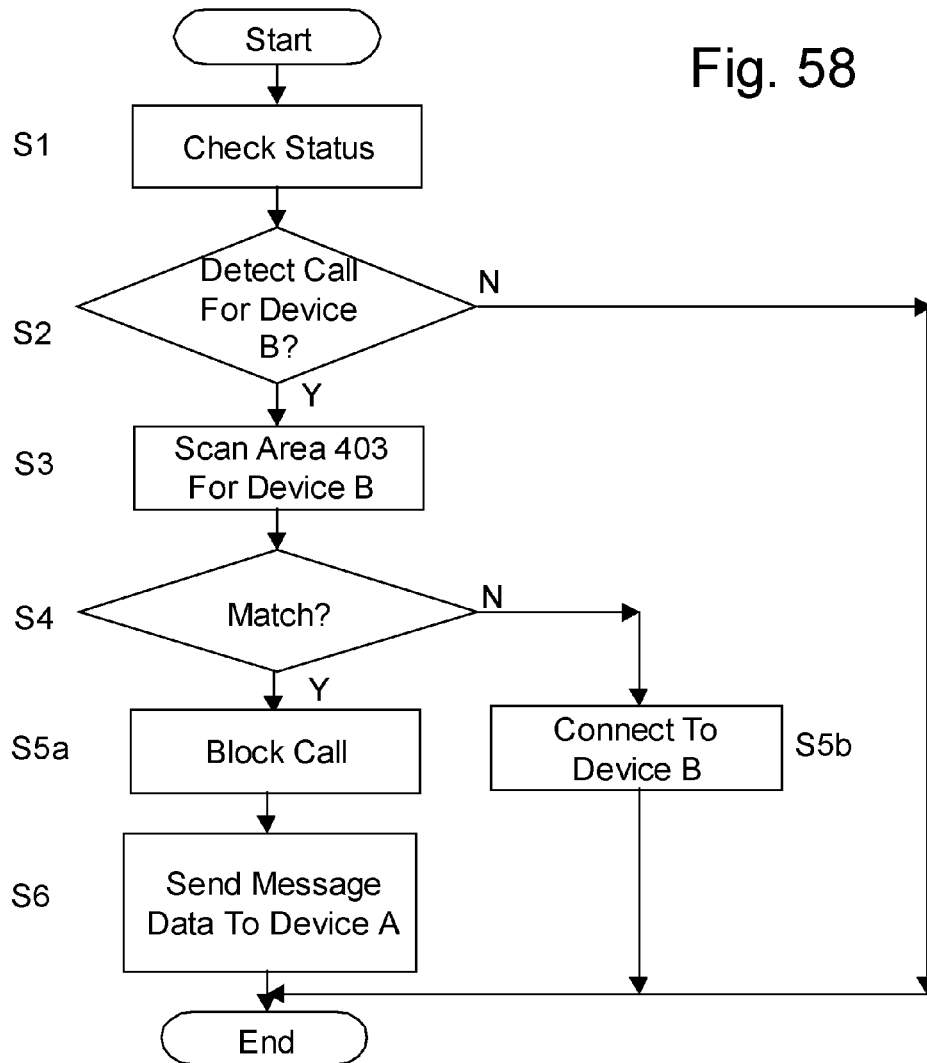 Start
Fig. 58
S1
Check Status
S2
Detect Call
For Device
B?
N
Y
S3
Scan Area 403
For Device B
S4
Match?
N
Y
S5a
Block Call
Connect To
Device B
S5b
S6
Send Message
Data To Device A
End